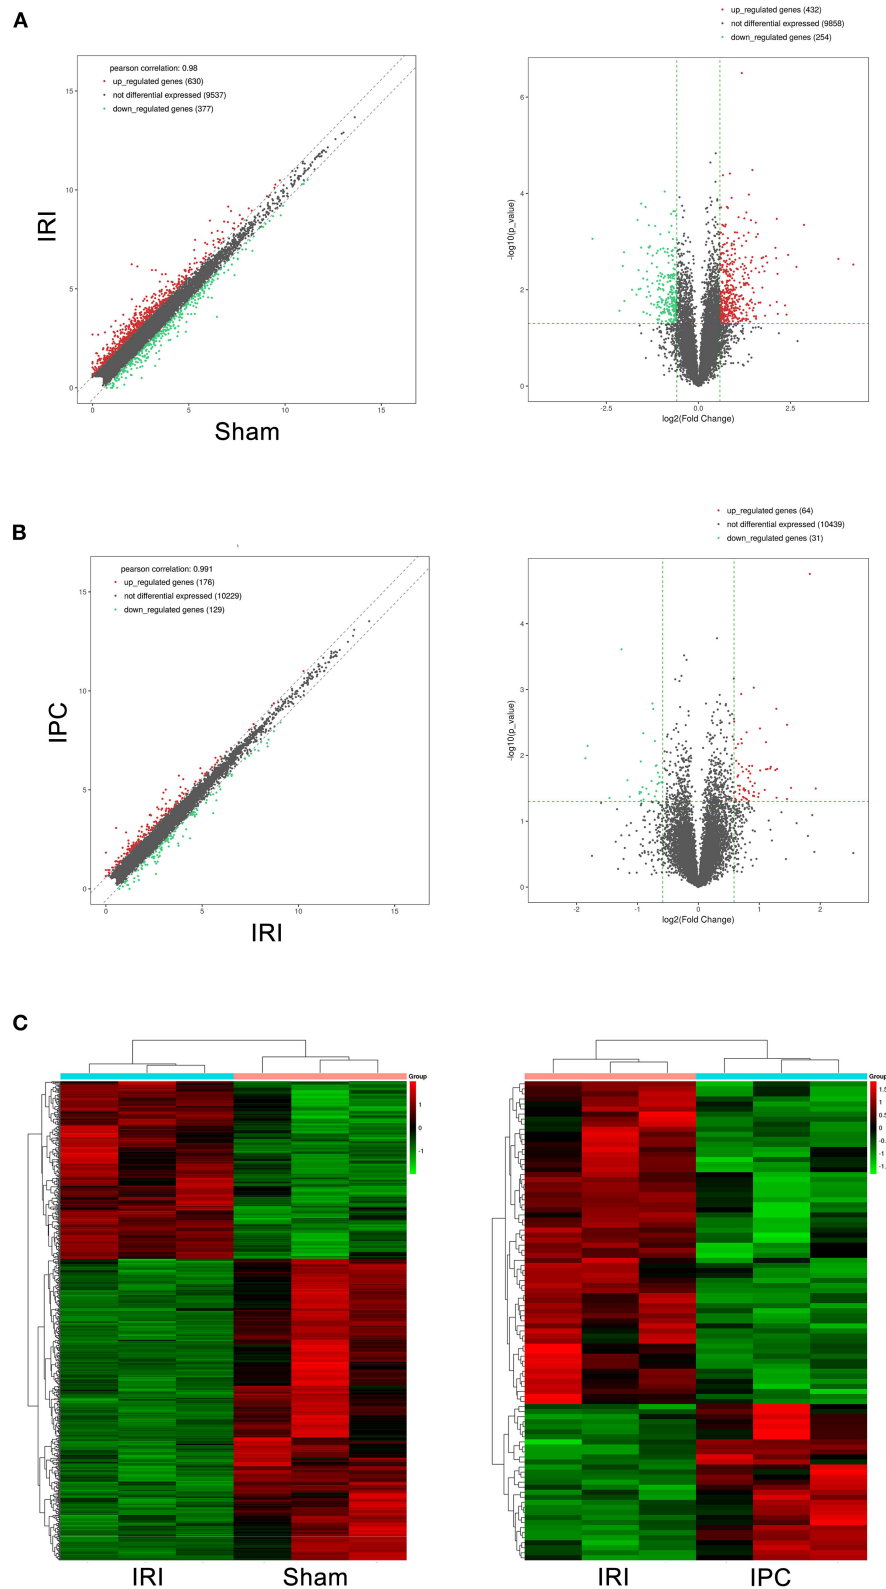 A
pearson correlation: 0.98
up_regulated genes (630)
not differential expressed (9537)
down_regulated genes (377)
15
10
5
0
0
5
10
15
IRI
Sham
up_regulated genes (432)
not differential expressed (9858)
down_regulated genes (254)
6
4
2
0
-2.5
0.0
2.5
-log10(p_value)
log2(Fold Change)
B
pearson correlation: 0.991
up_regulated genes (176)
not differential expressed (10229)
down_regulated genes (129)
15
10
5
0
0
5
10
15
IPC
IRI
up_regulated genes (64)
not differential expressed (10439)
down_regulated genes (31)
4
3
2
1
0
-2
-1
0
1
2
-log10(p_value)
log2(Fold Change)
C
Group
1
0
-1
IRI
Sham
Group
1.5
1
0.5
0
-0.5
-1
-1.
IRI
IPC